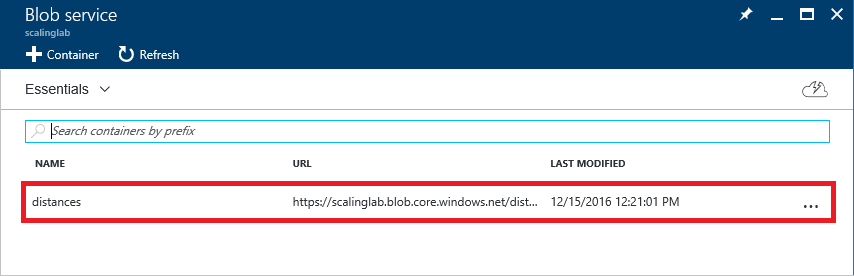 Blob service
scalinglab
Container Refresh
Essentials
Search containers by prefix
NAME URL LAST MODIFIED
distances https://scalinglab.blob.core.windows.net/dist... 12/15/2016 12:21:01 PM ...